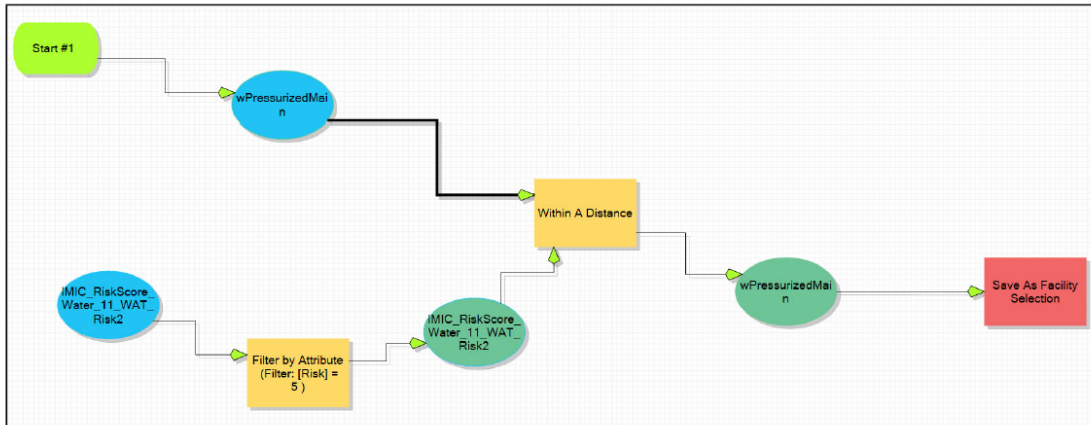 Start #1
wPressurizedMai
n
Within A Distance
IMIC_RiskScore_
Water_11_WAT_
Risk2
Filter by Attribute
(Filter: [Risk] =
5 )
IMIC_RiskScore_
Water_11_WAT_
Risk2
wPressurizedMai
n
Save As Facility
Selection